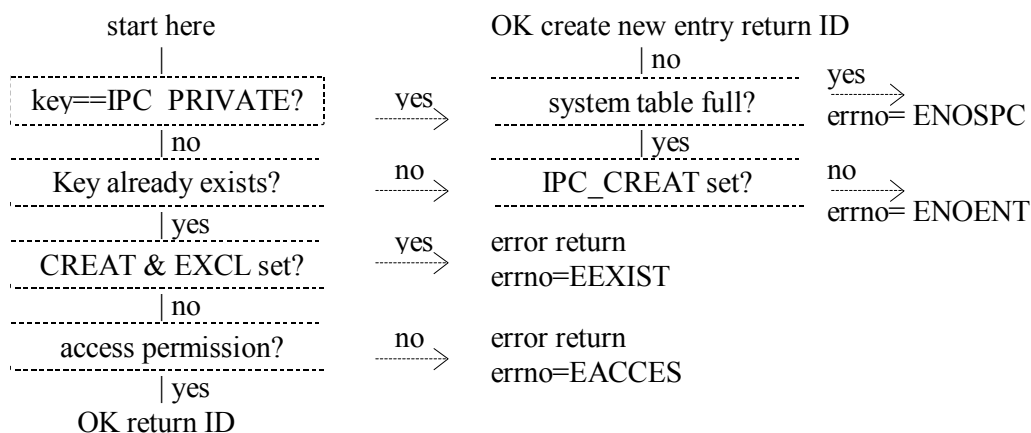 start here
OK create new entry return ID
| no
key==IPC PRIVATE?
yes
system table full?
yes
errno= ENOSPC
| no
| yes
Key already exists?
no
IPC_CREAT set?
no
errno= ENOENT
| yes
CREAT & EXCL set?
yes
error return
errno=EEXIST
| no
access permission?
no
error return
errno=EACCES
| yes
OK return ID